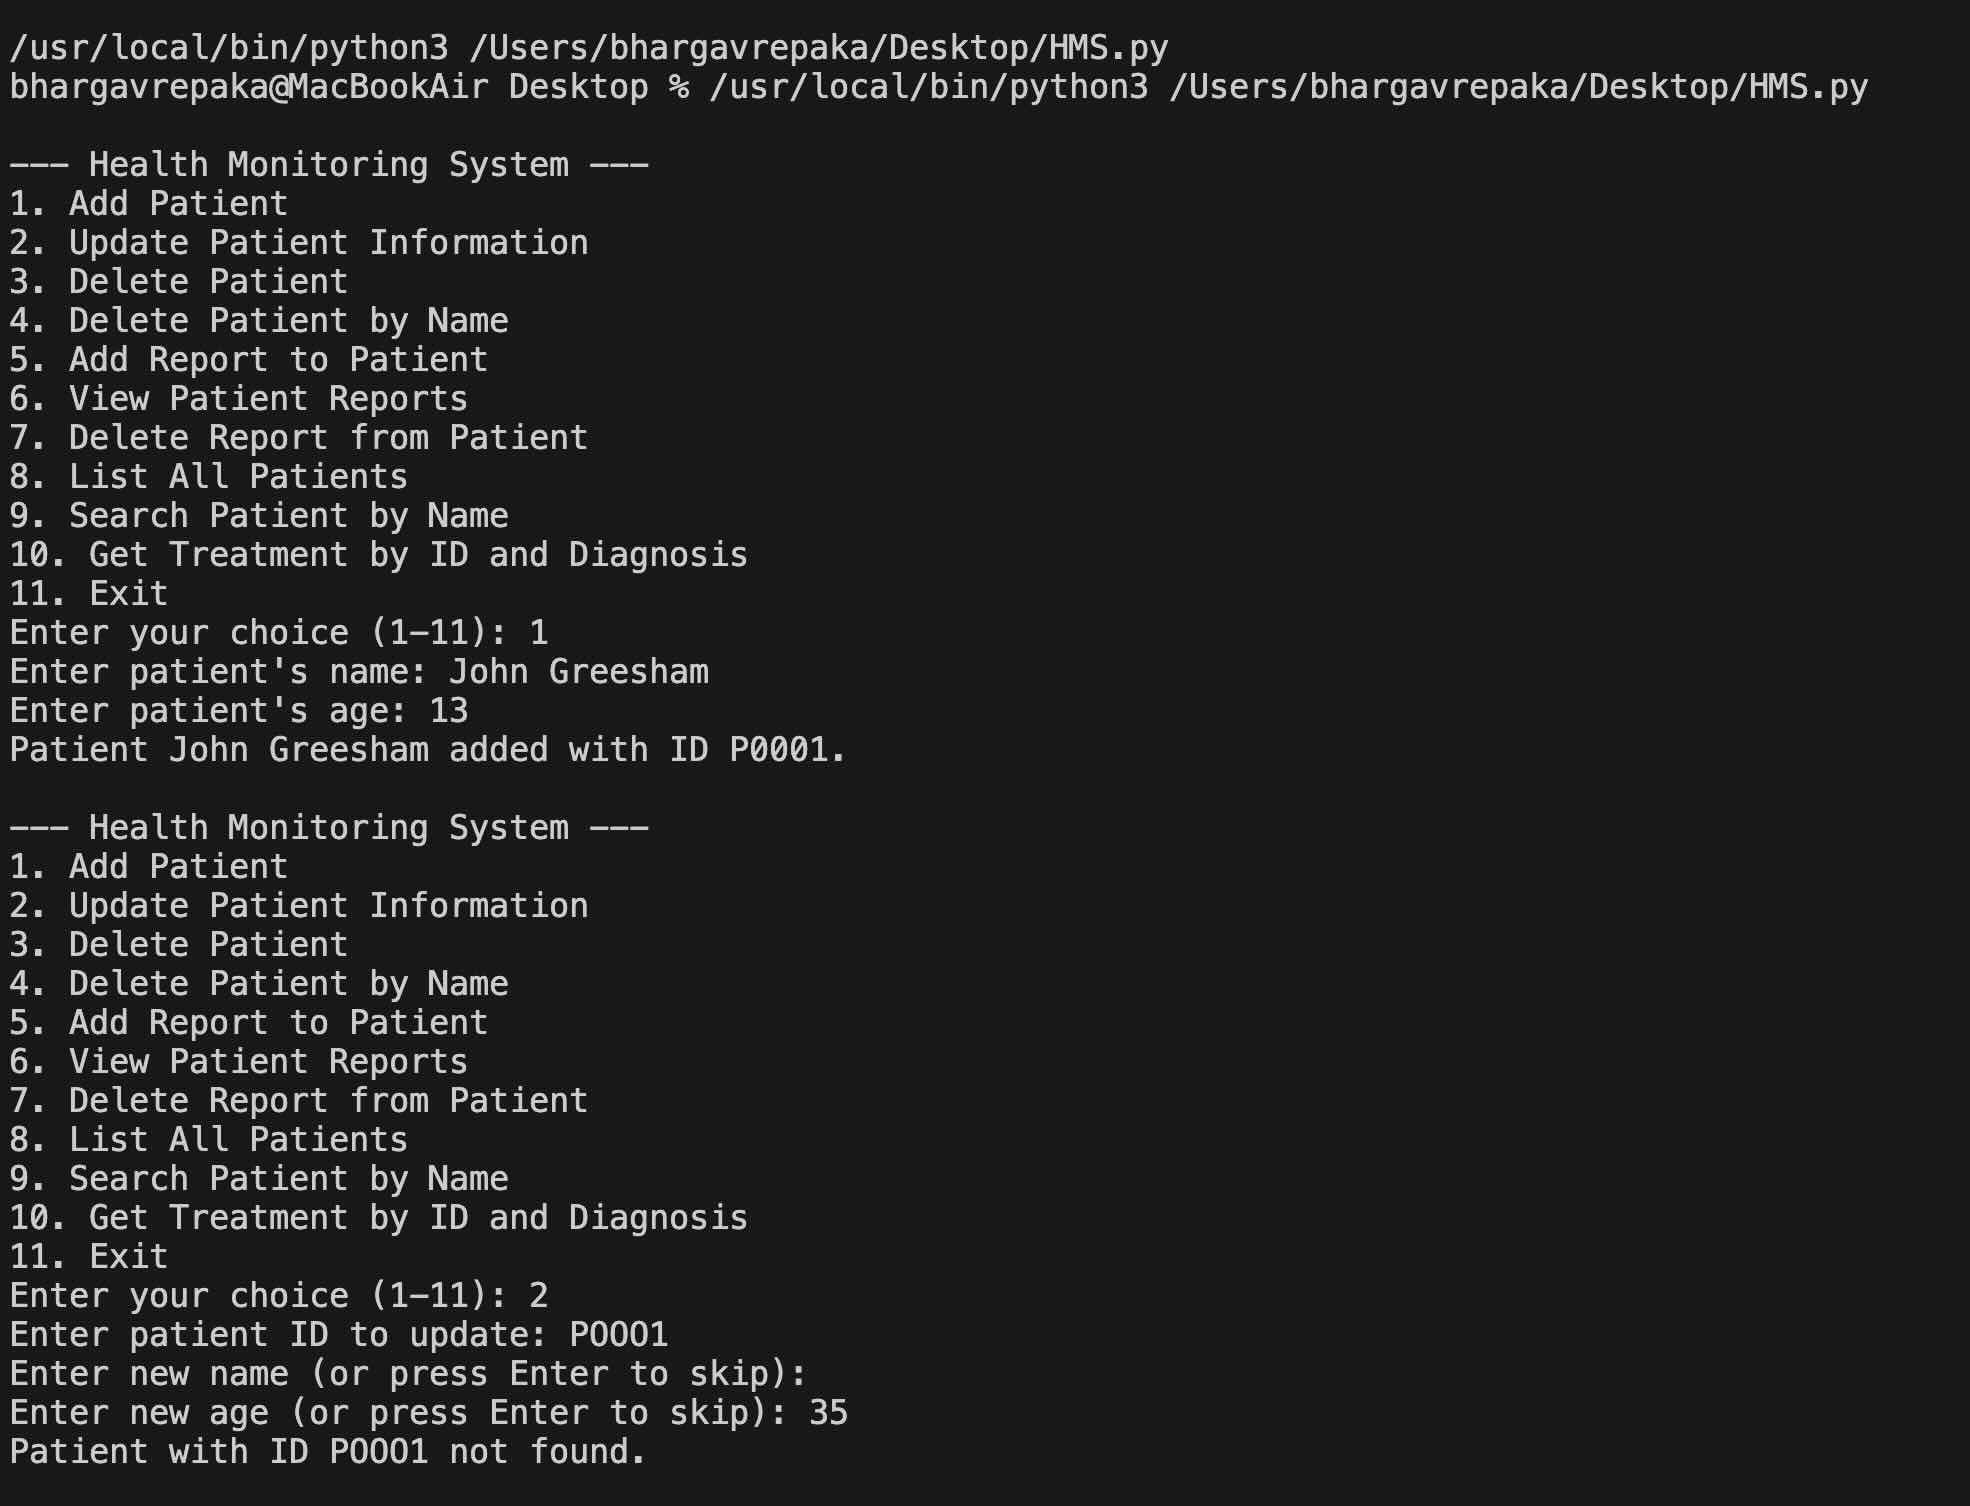 /usr/local/bin/python3 /Users/bhargavrepaka/Desktop/HMS.py
bhargavrepaka@MacBookAir Desktop % /usr/local/bin/python3 /Users/bhargavrepaka/Desktop/HMS.py

--- Health Monitoring System ---
1. Add Patient
2. Update Patient Information
3. Delete Patient
4. Delete Patient by Name
5. Add Report to Patient
6. View Patient Reports
7. Delete Report from Patient
8. List All Patients
9. Search Patient by Name
10. Get Treatment by ID and Diagnosis
11. Exit
Enter your choice (1-11): 1
Enter patient's name: John Greesham
Enter patient's age: 13
Patient John Greesham added with ID P0001.

--- Health Monitoring System ---
1. Add Patient
2. Update Patient Information
3. Delete Patient
4. Delete Patient by Name
5. Add Report to Patient
6. View Patient Reports
7. Delete Report from Patient
8. List All Patients
9. Search Patient by Name
10. Get Treatment by ID and Diagnosis
11. Exit
Enter your choice (1-11): 2
Enter patient ID to update: POOO1
Enter new name (or press Enter to skip):
Enter new age (or press Enter to skip): 35
Patient with ID POOO1 not found.